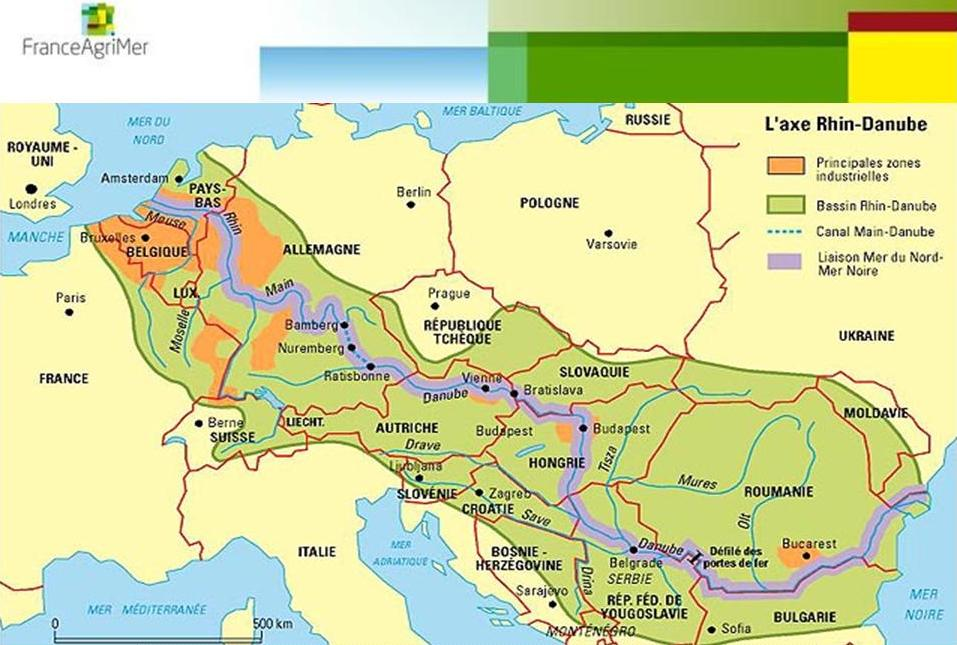 FranceAgriMer
MER DU
NORD
MER BALTIQUE
RUSSIE
L'axe Rhin-Danube
ROYAUME -
UNI
Londres
Amsterdam
PAYS-
BAS
Berlin
POLOGNE
Varsovie
Principales zones
industrielles
Bassin Rhin-Danube
Canal Main-Danube
Liaison Mer du Nord-
Mer Noire
MANCHE
Meuse
Rhin
Bruxelles
BELGIQUE
ALLEMAGNE
Paris
LUX.
Main
Prague
RÉPUBLIQUE
TCHÈQUE
UKRAINE
Moselle
Bamberg
Nuremberg
Ratisbonne
FRANCE
Vienne
Danube
Bratislava
SLOVAQUIE
MOLDAVIE
Berne
SUISSE
LIECHT.
AUTRICHE
Budapest
Budapest
Drave
HONGRIE
Tisza
Ljubljana
SLOVÉNIE
Zagreb
CROATIE
Save
Mures
ROUMANIE
Olt
ITALIE
MER
ADRIATIQUE
BOSNIE -
HERZÉGOVINE
Drina
Sarajevo
Danube
Belgrade
SERBIE
Défilé des
portes de fer
Bucarest
RÉP. FÉD. DE
YOUGOSLAVIE
MONTÉNÉGRO
Sofia
BULGARIE
MER
NOIRE
MER MÉDITERRANÉE
0
500 km